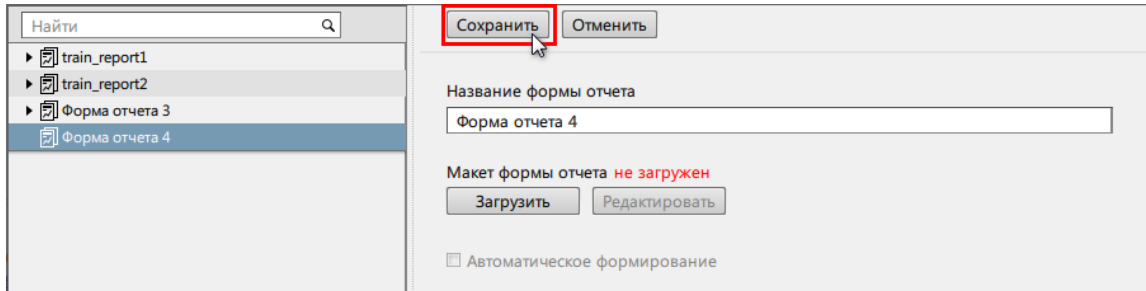 Найти
train_report1
train_report2
Форма отчета 3
Форма отчета 4
Сохранить Отменить
Название формы отчета
Форма отчета 4
Макет формы отчета не загружен
Загрузить Редактировать
Автоматическое формирование